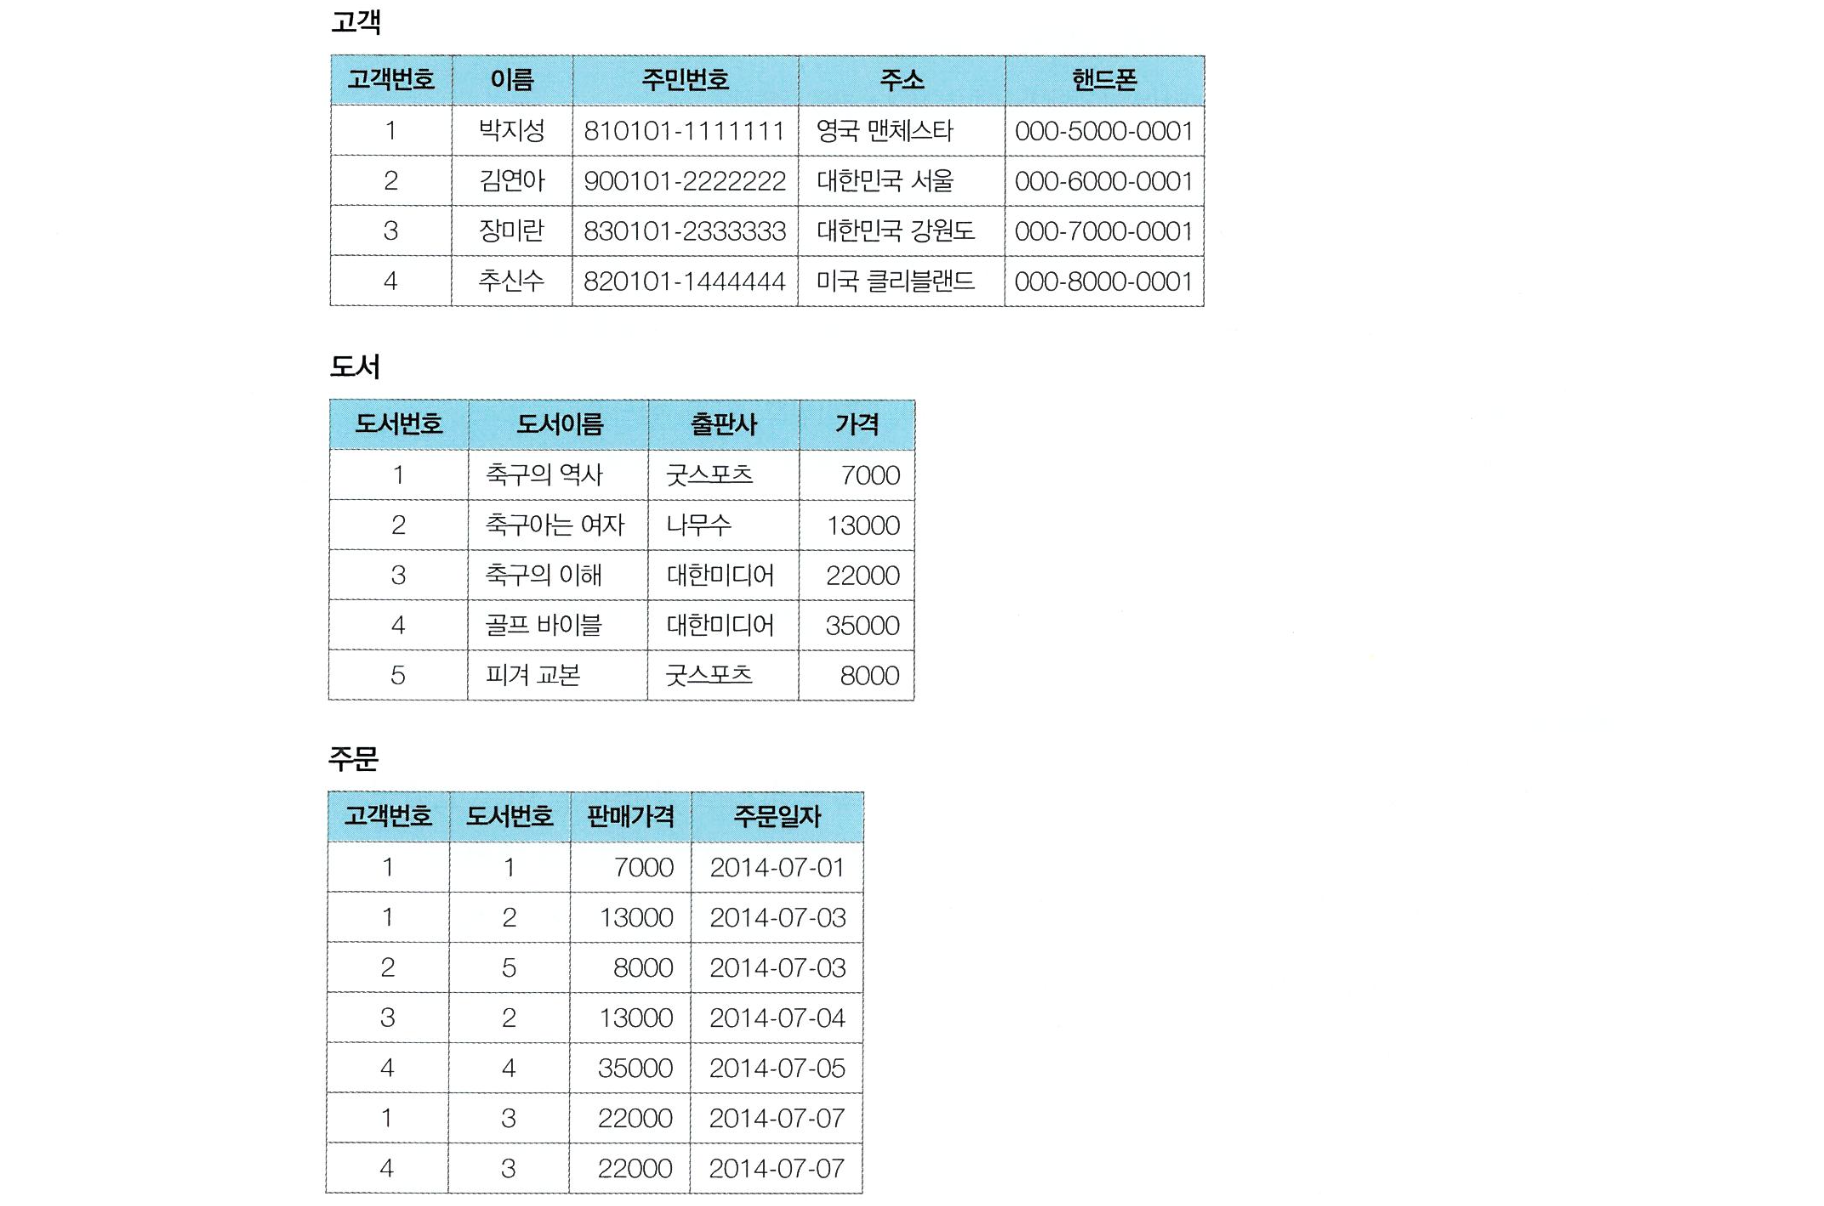 고객
고객번호 이름 주민번호 주소 핸드폰
1 박지성 810101-1111111 영국 맨체스타 000-5000-0001
2 김연아 900101-2222222 대한민국 서울 000-6000-0001
3 장미란 830101-2333333 대한민국 강원도 000-7000-0001
4 추신수 820101-1444444 미국 클리블랜드 000-8000-0001
도서
도서번호 도서이름 출판사 가격
1 축구의 역사 굿스포츠 7000
2 축구아는 여자 나무수 13000
3 축구의 이해 대한미디어 22000
4 골프 바이블 대한미디어 35000
5 피겨 교본 굿스포츠 8000
주문
고객번호 도서번호 판매가격 주문일자
1 1 7000 2014-07-01
1 2 13000 2014-07-03
2 5 8000 2014-07-03
3 2 13000 2014-07-04
4 4 35000 2014-07-05
1 3 22000 2014-07-07
4 3 22000 2014-07-07